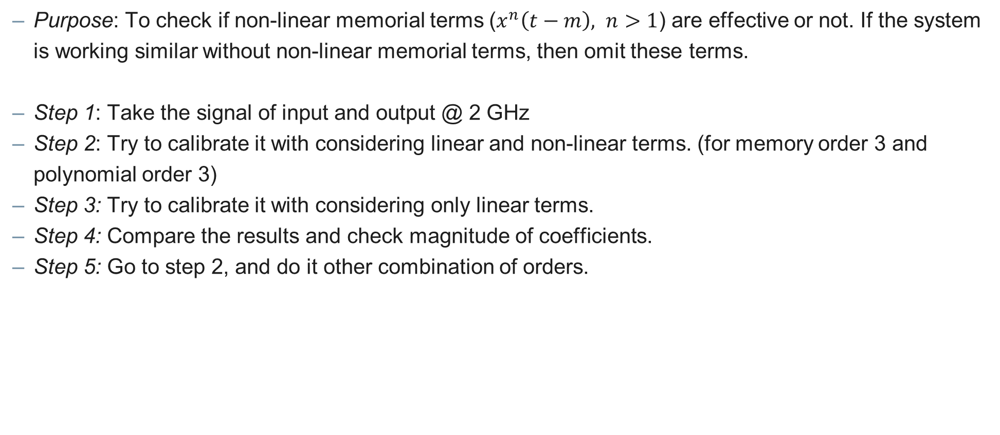 – Purpose: To check if non-linear memorial terms (xⁿ(t − m), n > 1) are effective or not. If the system
is working similar without non-linear memorial terms, then omit these terms.
– Step 1: Take the signal of input and output @ 2 GHz
– Step 2: Try to calibrate it with considering linear and non-linear terms. (for memory order 3 and
polynomial order 3)
– Step 3: Try to calibrate it with considering only linear terms.
– Step 4: Compare the results and check magnitude of coefficients.
– Step 5: Go to step 2, and do it other combination of orders.